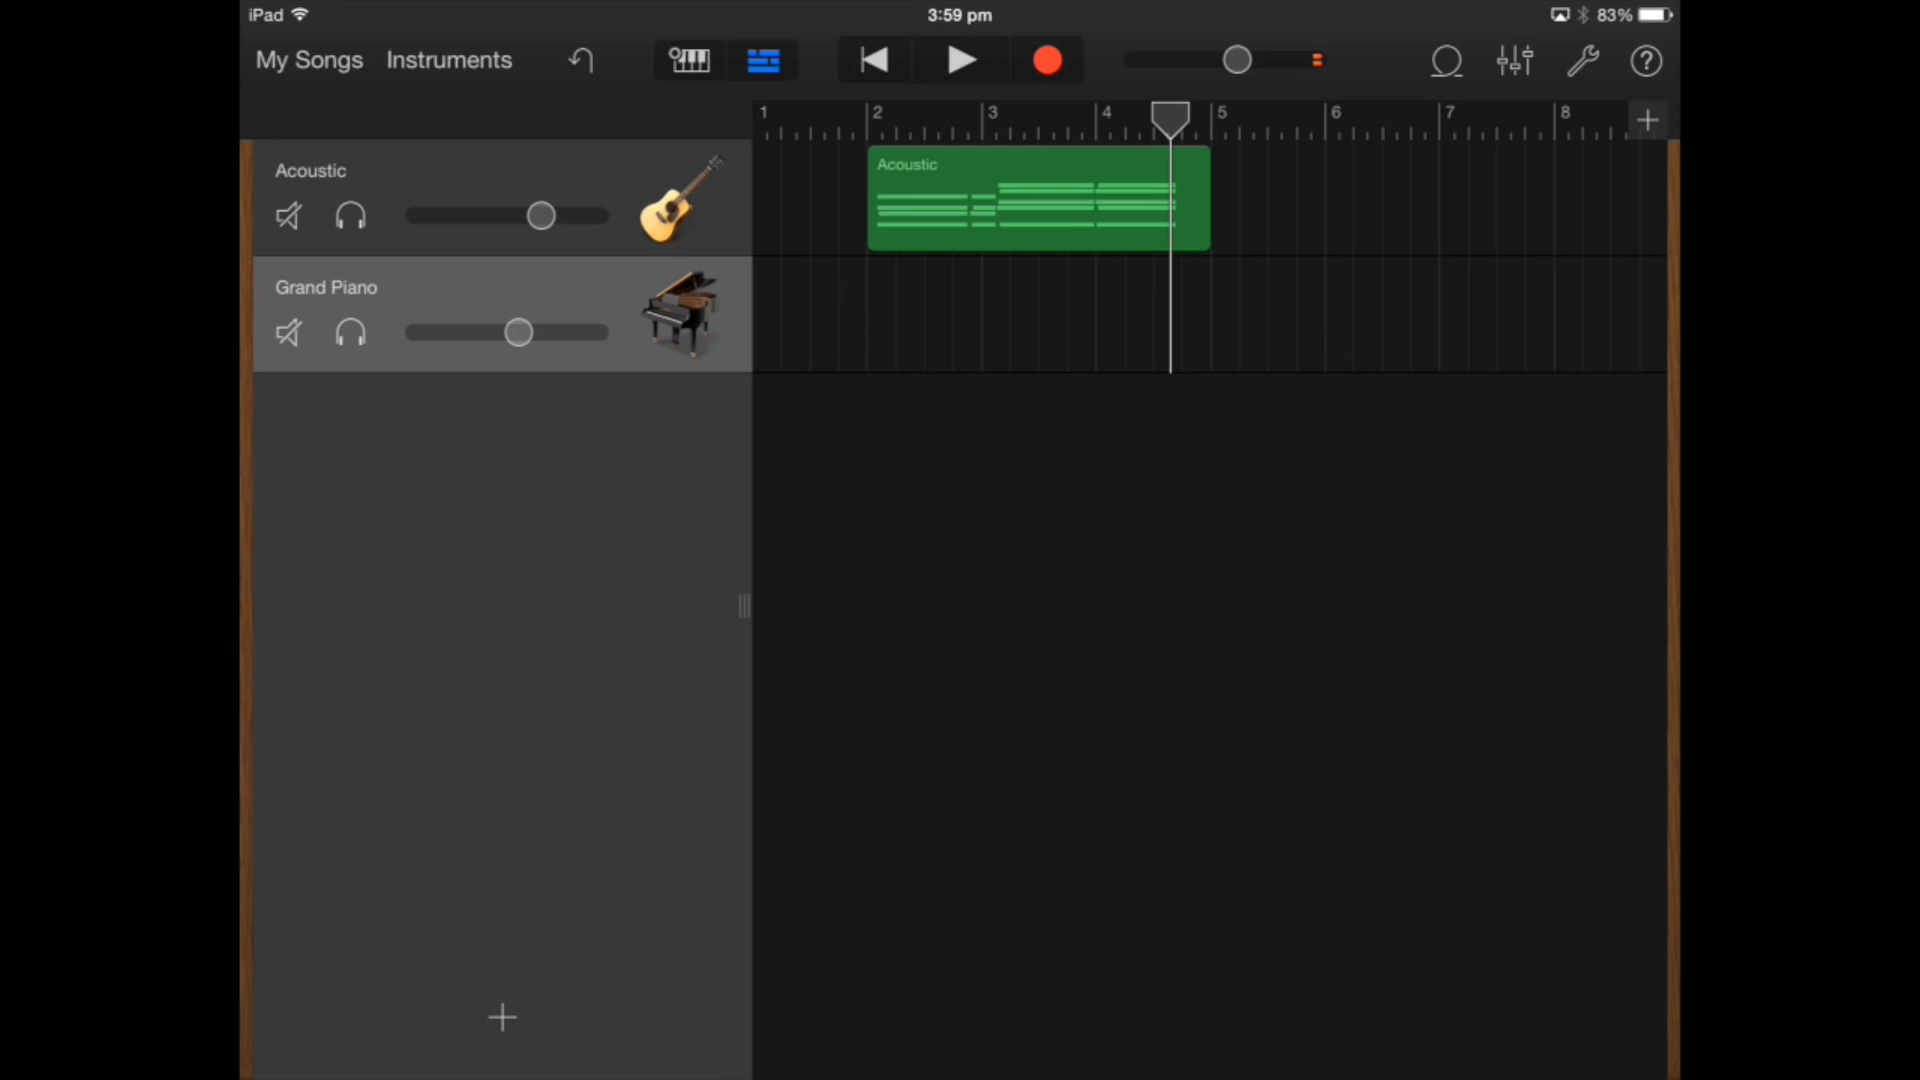 iPad 3:59 pm 83%
My Songs Instruments ?
1 2 3 4 5 6 7 8 +
Acoustic Acoustic
Grand Piano
+